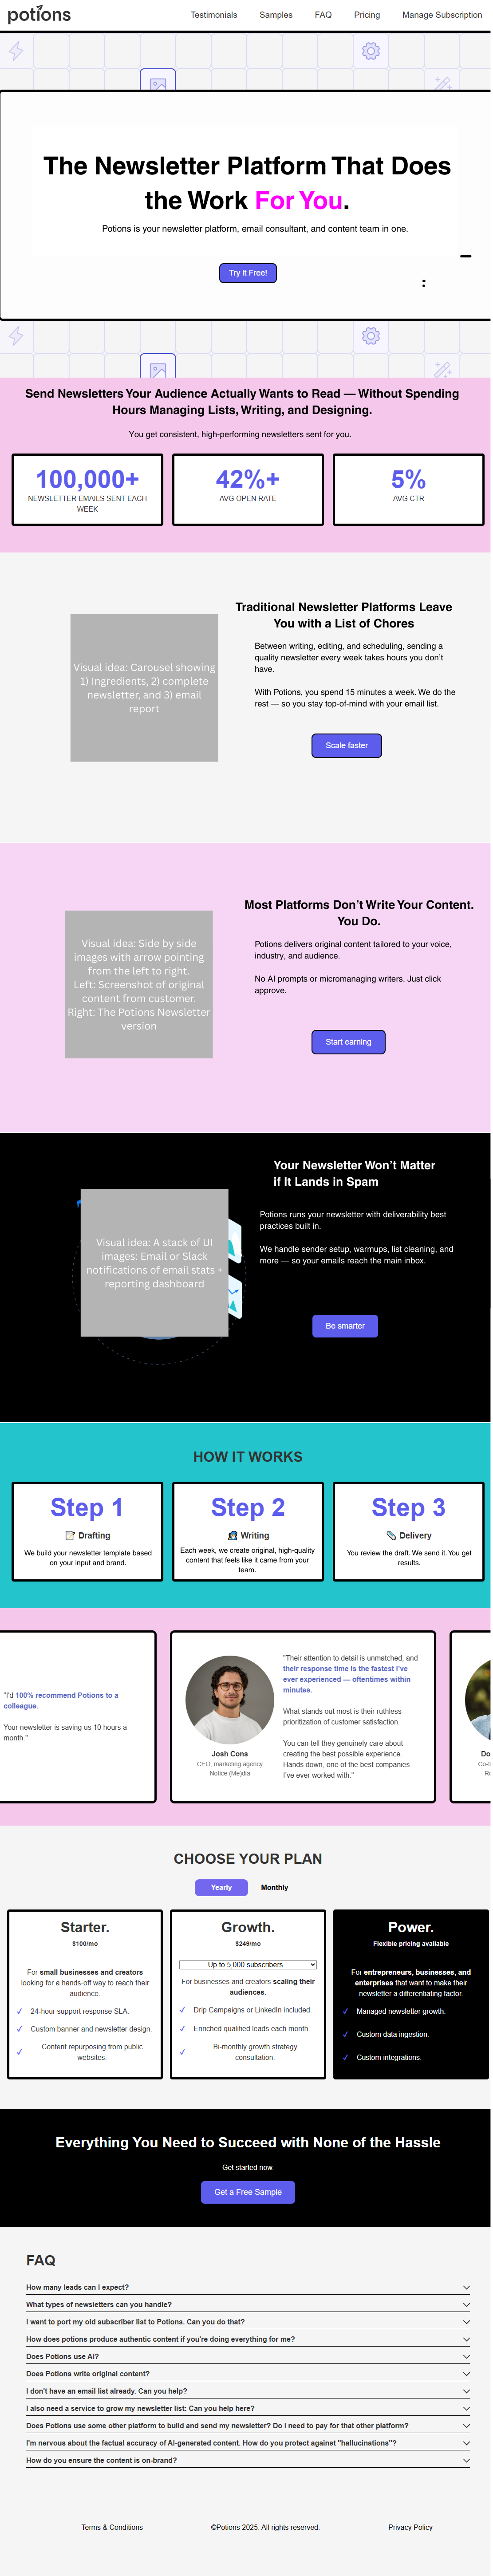 potions
Testimonials
Samples
FAQ
Pricing
Manage Subscription
The Newsletter Platform That Does
the Work For You.
Potions is your newsletter platform, email consultant, and content team in one.
Try it Free!
Send Newsletters Your Audience Actually Wants to Read — Without Spending
Hours Managing Lists, Writing, and Designing.
You get consistent, high-performing newsletters sent for you.
100,000+
NEWSLETTER EMAILS SENT EACH
WEEK
42%+
AVG OPEN RATE
5%
AVG CTR
Visual idea: Carousel showing
1) Ingredients, 2) complete
newsletter, and 3) email
report
Traditional Newsletter Platforms Leave
You with a List of Chores
Between writing, editing, and scheduling, sending a
quality newsletter every week takes hours you don't
have.
With Potions, you spend 15 minutes a week. We do the
rest — so you stay top-of-mind with your email list.
Scale faster
Visual idea: Side by side
images with arrow pointing
from the left to right.
Left: Screenshot of original
content from customer.
Right: The Potions Newsletter
version
Most Platforms Don't Write Your Content.
You Do.
Potions delivers original content tailored to your voice,
industry, and audience.
No AI prompts or micromanaging writers. Just click
approve.
Start earning
Visual idea: A stack of UI
images: Email or Slack
notifications of email stats +
reporting dashboard
Your Newsletter Won't Matter
if It Lands in Spam
Potions runs your newsletter with deliverability best
practices built in.
We handle sender setup, warmups, list cleaning, and
more — so your emails reach the main inbox.
Be smarter
HOW IT WORKS
Step 1
Drafting
We build your newsletter template based
on your input and brand.
Step 2
Writing
Each week, we create original, high-quality
content that feels like it came from your
team.
Step 3
Delivery
You review the draft. We send it. You get
results.
"I'd 100% recommend Potions to a
colleague.
Your newsletter is saving us 10 hours a
month."
"Their attention to detail is unmatched, and
their response time is the fastest I've
ever experienced — oftentimes within
minutes.
What stands out most is their ruthless
prioritization of customer satisfaction.
You can tell they genuinely care about
creating the best possible experience.
Hands down, one of the best companies
I've ever worked with."
Josh Cons
CEO, marketing agency
Notice (Me)dia
Do
Co-f
Ri
CHOOSE YOUR PLAN
Yearly
Monthly
Starter.
$100/mo
For small businesses and creators
looking for a hands-off way to reach their
audience.
✓ 24-hour support response SLA.
✓ Custom banner and newsletter design.
✓ Content repurposing from public
websites.
Growth.
$249/mo
Up to 5,000 subscribers
For businesses and creators scaling their
audiences.
✓ Drip Campaigns or LinkedIn included.
✓ Enriched qualified leads each month.
✓ Bi-monthly growth strategy
consultation.
Power.
Flexible pricing available
For entrepreneurs, businesses, and
enterprises that want to make their
newsletter a differentiating factor.
✓ Managed newsletter growth.
✓ Custom data ingestion.
✓ Custom integrations.
Everything You Need to Succeed with None of the Hassle
Get started now.
Get a Free Sample
FAQ
How many leads can I expect?
What types of newsletters can you handle?
I want to port my old subscriber list to Potions. Can you do that?
How does potions produce authentic content if you're doing everything for me?
Does Potions use AI?
Does Potions write original content?
I don't have an email list already. Can you help?
I also need a service to grow my newsletter list: Can you help here?
Does Potions use some other platform to build and send my newsletter? Do I need to pay for that other platform?
I'm nervous about the factual accuracy of AI-generated content. How do you protect against "hallucinations"?
How do you ensure the content is on-brand?
Terms & Conditions
©Potions 2025. All rights reserved.
Privacy Policy